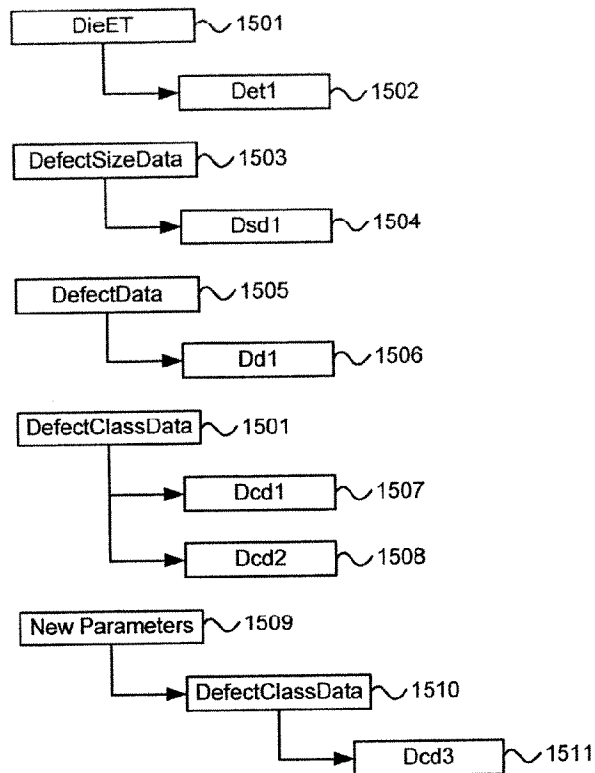 DieET 1501
Det1 1502
DefectSizeData 1503
Dsd1 1504
DefectData 1505
Dd1 1506
DefectClassData 1501
Dcd1 1507
Dcd2 1508
New Parameters 1509
DefectClassData 1510
Dcd3 1511